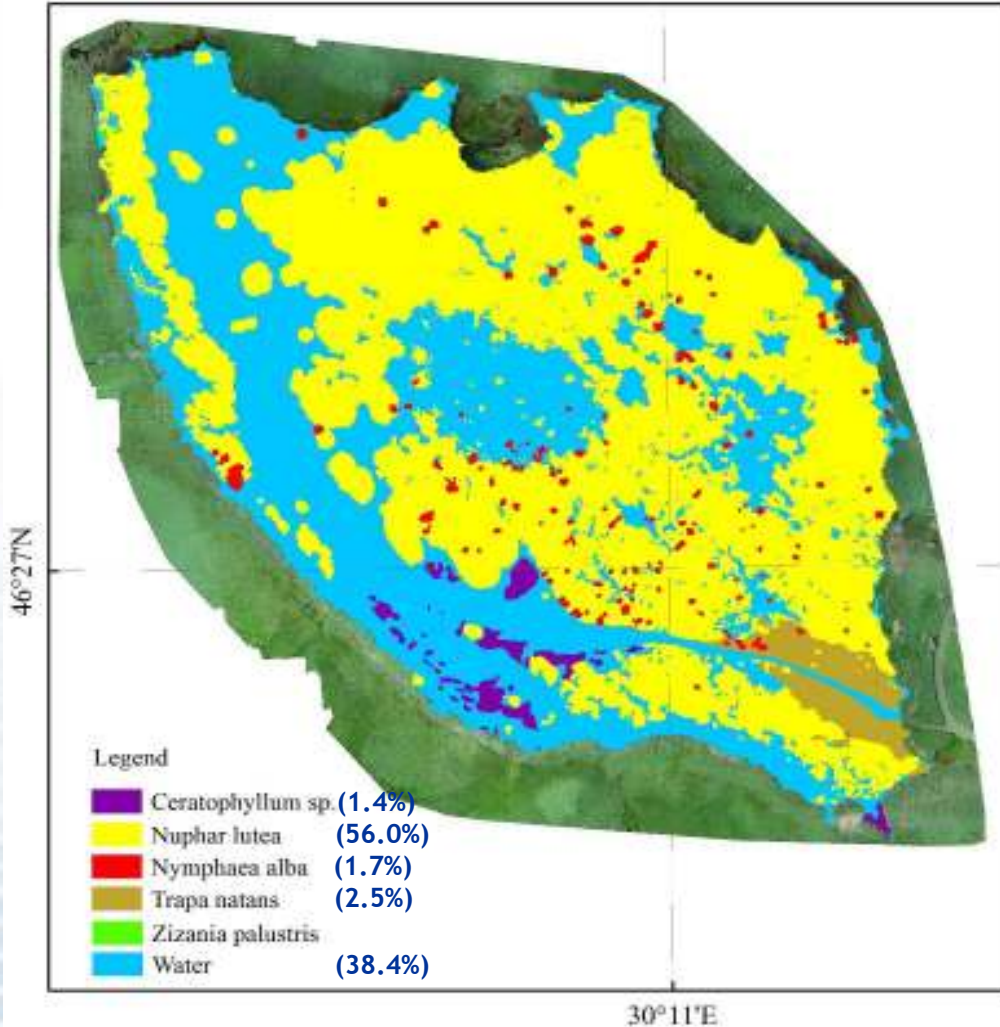 46°27'N
Legend
Ceratophyllum sp. (1.4%)
Nuphar lutea (56.0%)
Nymphaea alba (1.7%)
Trapa natans (2.5%)
Zizania palustris
Water (38.4%)
30°11'E